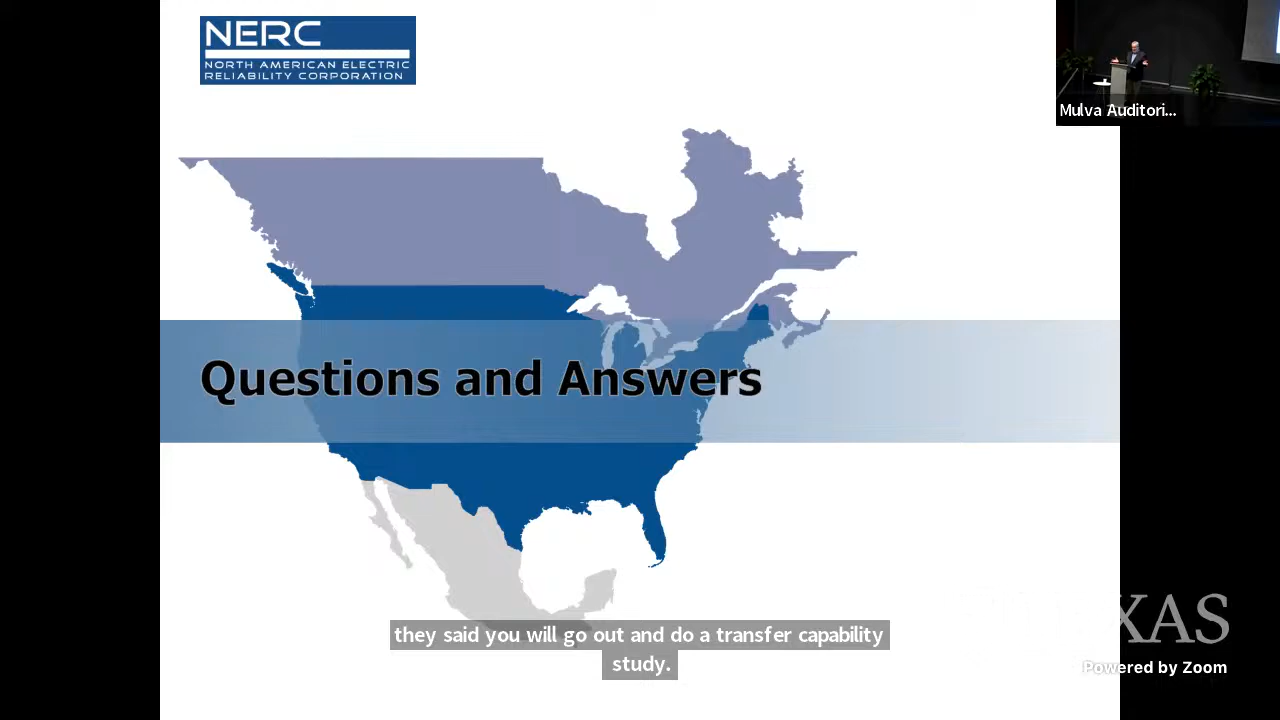 NERC
NORTH AMERICAN ELECTRIC
RELIABILITY CORPORATION
Mulva Auditori...
Questions and Answers
they said you will go out and do a transfer capability
study.
XAS
Powered by Zoom